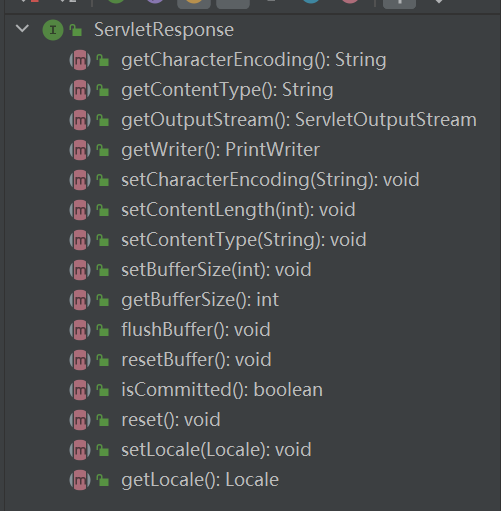 ServletResponse
getCharacterEncoding(): String
getContentType(): String
getOutputStream(): ServletOutputStream
getWriter(): PrintWriter
setCharacterEncoding(String): void
setContentLength(int): void
setContentType(String): void
setBufferSize(int): void
getBufferSize(): int
flushBuffer(): void
resetBuffer(): void
isCommitted(): boolean
reset(): void
setLocale(Locale): void
getLocale(): Locale